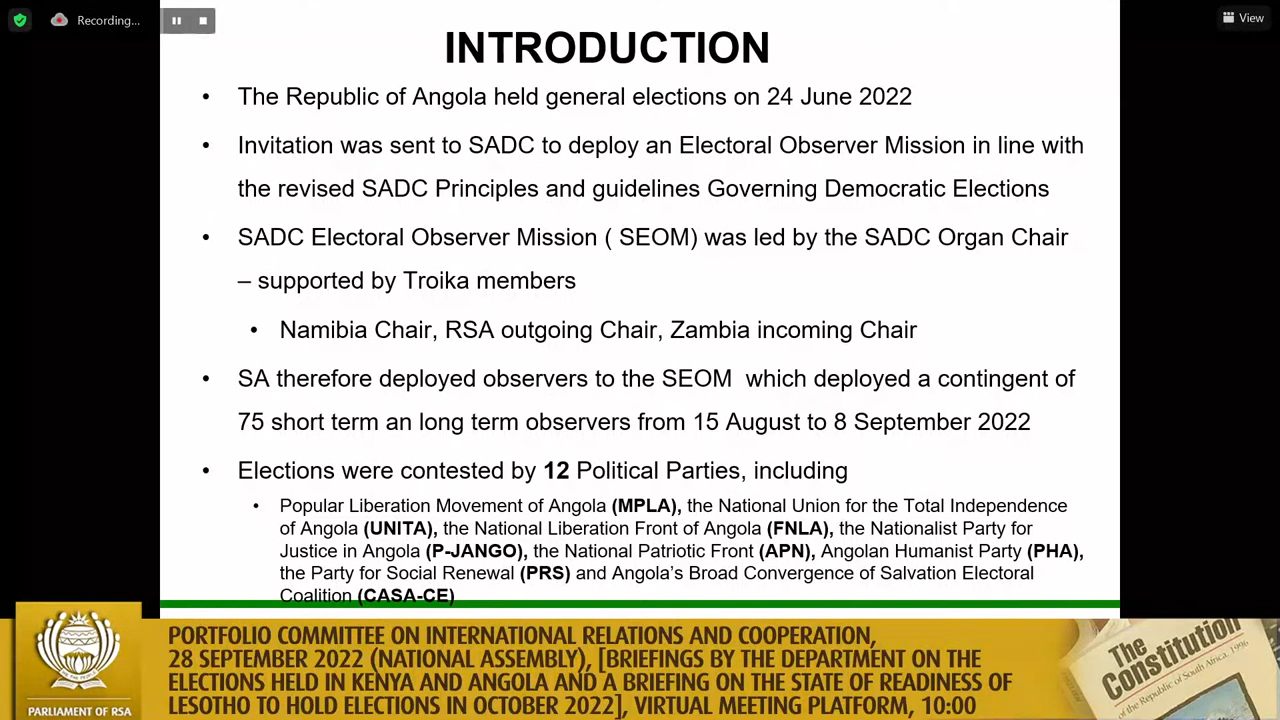 Recording...
View
INTRODUCTION
• The Republic of Angola held general elections on 24 June 2022
• Invitation was sent to SADC to deploy an Electoral Observer Mission in line with
the revised SADC Principles and guidelines Governing Democratic Elections
• SADC Electoral Observer Mission ( SEOM) was led by the SADC Organ Chair
– supported by Troika members
• Namibia Chair, RSA outgoing Chair, Zambia incoming Chair
• SA therefore deployed observers to the SEOM which deployed a contingent of
75 short term an long term observers from 15 August to 8 September 2022
• Elections were contested by 12 Political Parties, including
• Popular Liberation Movement of Angola (MPLA), the National Union for the Total Independence
of Angola (UNITA), the National Liberation Front of Angola (FNLA), the Nationalist Party for
Justice in Angola (P-JANGO), the National Patriotic Front (APN), Angolan Humanist Party (PHA),
the Party for Social Renewal (PRS) and Angola's Broad Convergence of Salvation Electoral
Coalition (CASA-CE)
PORTFOLIO COMMITTEE ON INTERNATIONAL RELATIONS AND COOPERATION,
28 SEPTEMBER 2022 (NATIONAL ASSEMBLY), [BRIEFINGS BY THE DEPARTMENT ON THE
ELECTIONS HELD IN KENYA AND ANGOLA AND A BRIEFING ON THE STATE OF READINESS OF
LESOTHO TO HOLD ELECTIONS IN OCTOBER 2022], VIRTUAL MEETING PLATFORM, 10:00
PARLIAMENT OF RSA
The
Constitution
of the Republic of South Africa, 1996